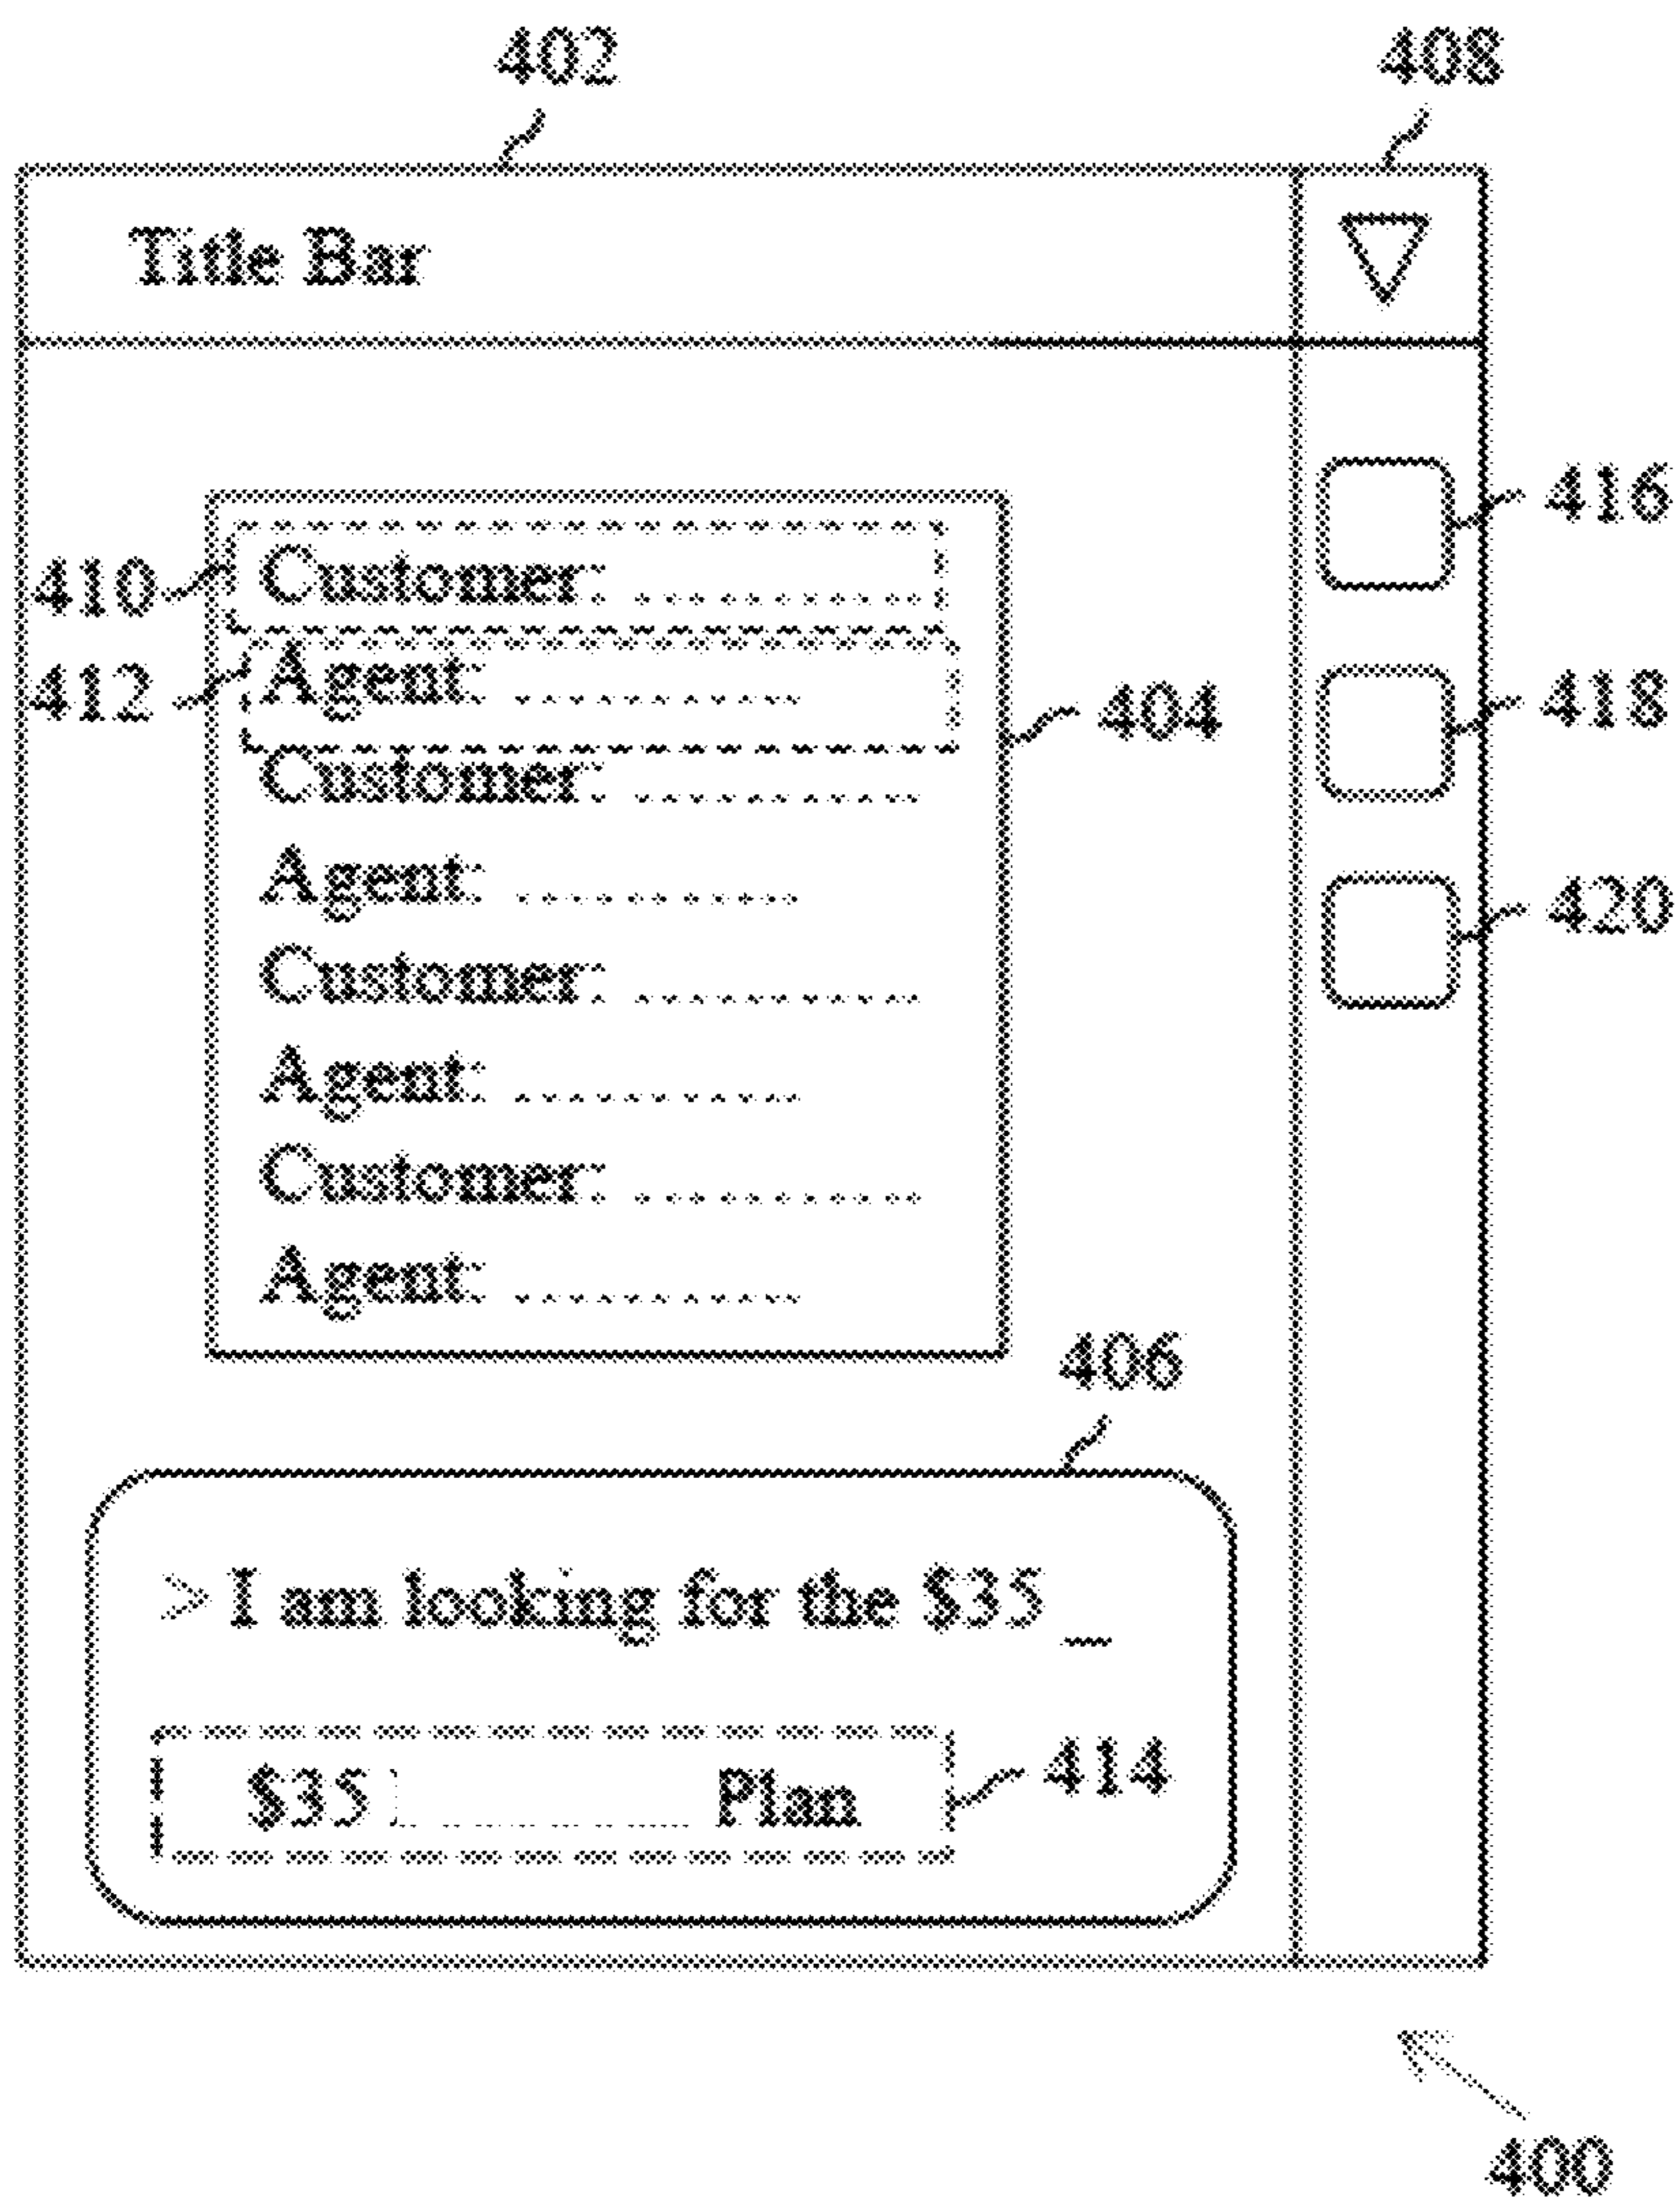 402 408
Title Bar
416
410 Customer: ...........
412 Agent: ........... 404 418
Customer: ...........
Agent: ........... 420
Customer: ...........
Agent: ...........
Customer: ...........
Agent: ...........
406
> I am looking for the $35 _
$35 ........... Plan 414
400